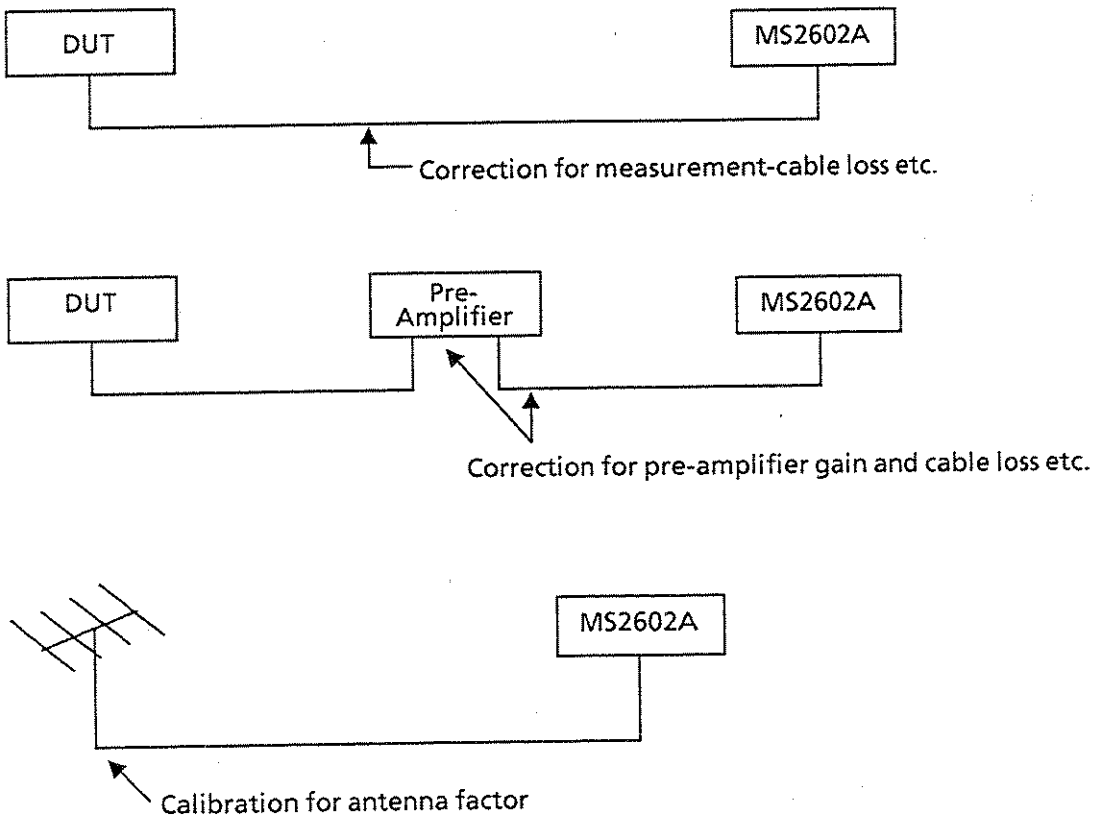 DUT
MS2602A
Correction for measurement-cable loss etc.
DUT
Pre-
Amplifier
MS2602A
Correction for pre-amplifier gain and cable loss etc.
MS2602A
Calibration for antenna factor